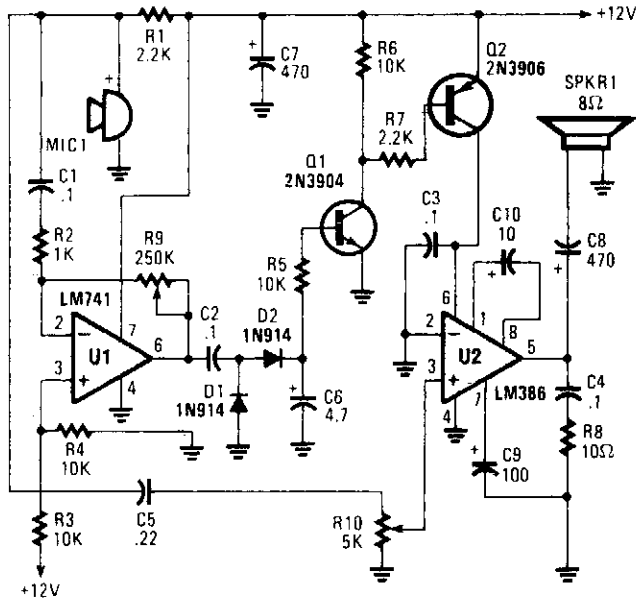 +12V
R1
2.2K
C7
470
+
R6
10K
Q2
2N3906
SPKR1
8Ω
+
MIC1
R7
2.2K
Q1
2N3904
C1
.1
R2
1K
R9
250K
C3
.1
C10
10
+
C8
470
+
R5
10K
LM741
C2
.1
D2
1N914
2
7
6
U1
3
4
6
1
8
2
U2
5
3
7
4
LM386
D1
1N914
+
C6
4.7
C4
.1
R8
10Ω
R4
10K
+
C9
100
R3
10K
C5
.22
R10
5K
+12V